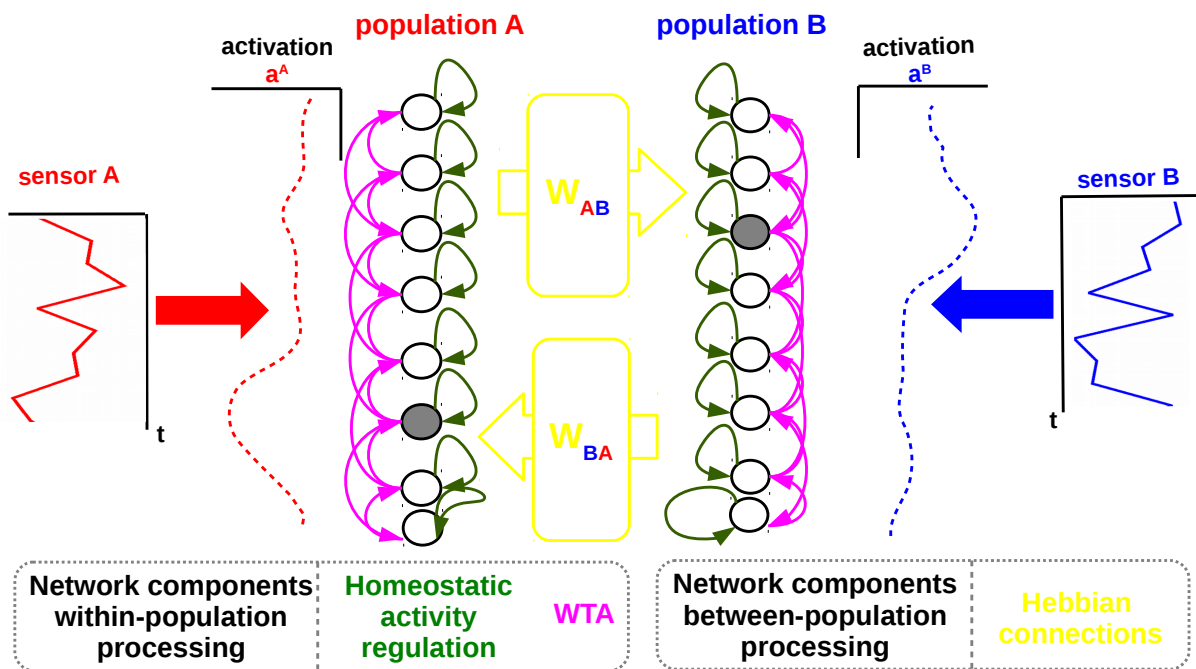 population A
population B
activation
a^A
activation
a^B
sensor A
sensor B
W_AB
W_BA
t
t
Network components
within-population
processing
Homeostatic
activity
regulation
WTA
Network components
between-population
processing
Hebbian
connections